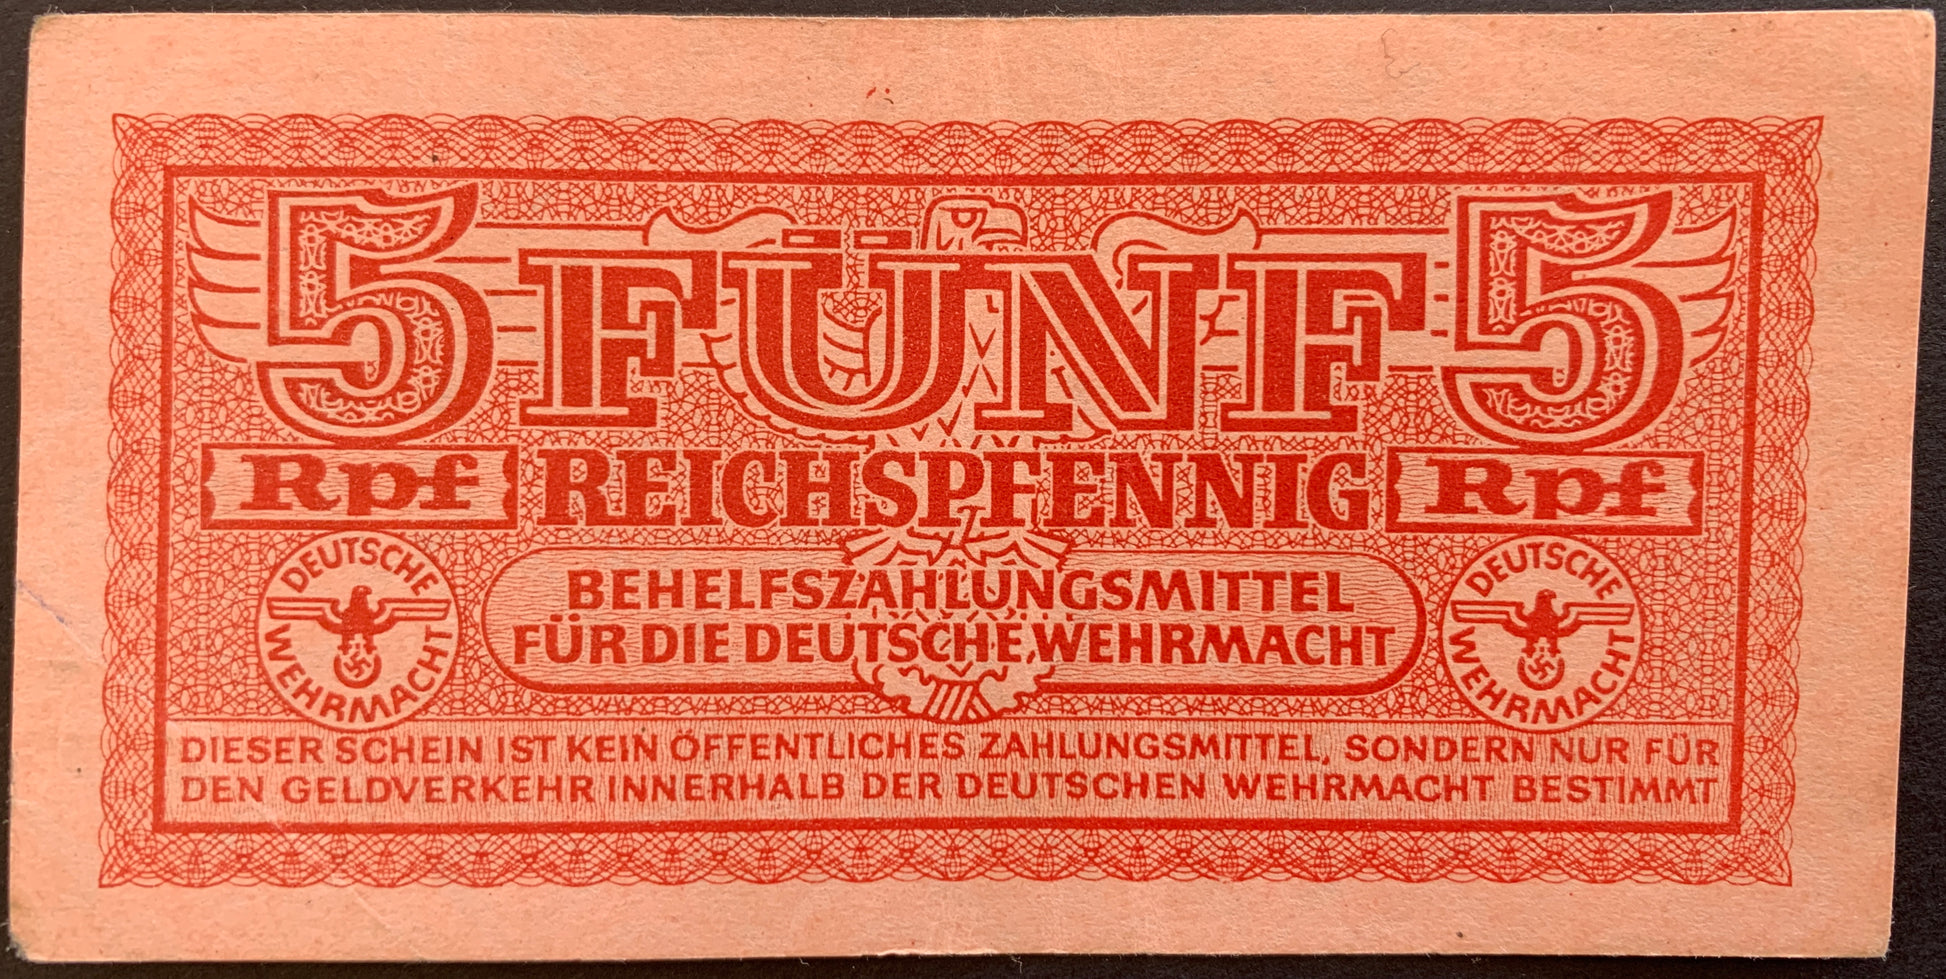 5 FÜNF 5
Rpf REICHSPFENNIG Rpf
DEUTSCHE WEHRMACHT
BEHELFSZAHLUNGSMITTEL
FÜR DIE DEUTSCHE WEHRMACHT
DEUTSCHE WEHRMACHT
DIESER SCHEIN IST KEIN ÖFFENTLICHES ZAHLUNGSMITTEL, SONDERN NUR FÜR
DEN GELDVERKEHR INNERHALB DER DEUTSCHEN WEHRMACHT BESTIMMT